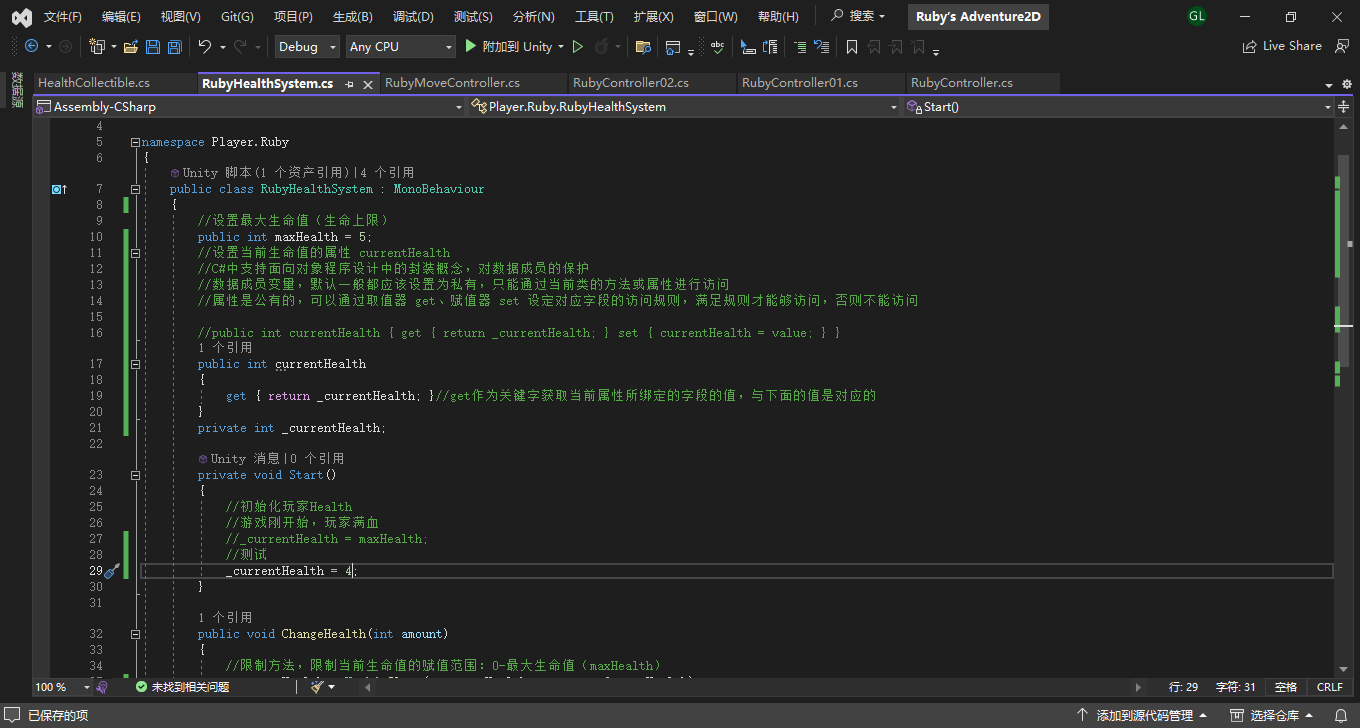 文件(F) 编辑(E) 视图(V) Git(G) 项目(P) 生成(B) 调试(D) 测试(S) 分析(N) 工具(T) 扩展(X) 窗口(W) 帮助(H) 搜索 Ruby's Adventure2D GL
Debug Any CPU 附加到 Unity Live Share
数据源
HealthCollectible.cs RubyHealthSystem.cs RubyMoveController.cs RubyController02.cs RubyController01.cs RubyController.cs
Assembly-CSharp Player.Ruby.RubyHealthSystem Start()
4
5 namespace Player.Ruby
6 {
Unity 脚本(1 个资产引用)|4 个引用
7 public class RubyHealthSystem : MonoBehaviour
8 {
9 //设置最大生命值（生命上限）
10 public int maxHealth = 5;
11 //设置当前生命值的属性 currentHealth
12 //C#中支持面向对象程序设计中的封装概念，对数据成员的保护
13 //数据成员变量，默认一般都应该设置为私有，只能通过当前类的方法或属性进行访问
14 //属性是公有的，可以通过取值器 get、赋值器 set 设定对应字段的访问规则，满足规则才能够访问，否则不能访问
15
16 //public int currentHealth { get { return _currentHealth; } set { currentHealth = value; } }
1 个引用
17 public int currentHealth
18 {
19 get { return _currentHealth; }//get作为关键字获取当前属性所绑定的字段的值，与下面的值是对应的
20 }
21 private int _currentHealth;
22
Unity 消息|0 个引用
23 private void Start()
24 {
25 //初始化玩家Health
26 //游戏刚开始，玩家满血
27 //_currentHealth = maxHealth;
28 //测试
29 _currentHealth = 4;
30 }
31
1 个引用
32 public void ChangeHealth(int amount)
33 {
34 //限制方法，限制当前生命值的赋值范围：0-最大生命值（maxHealth）
100 % 未找到相关问题 行: 29 字符: 31 空格 CRLF
已保存的项 添加到源代码管理 选择仓库